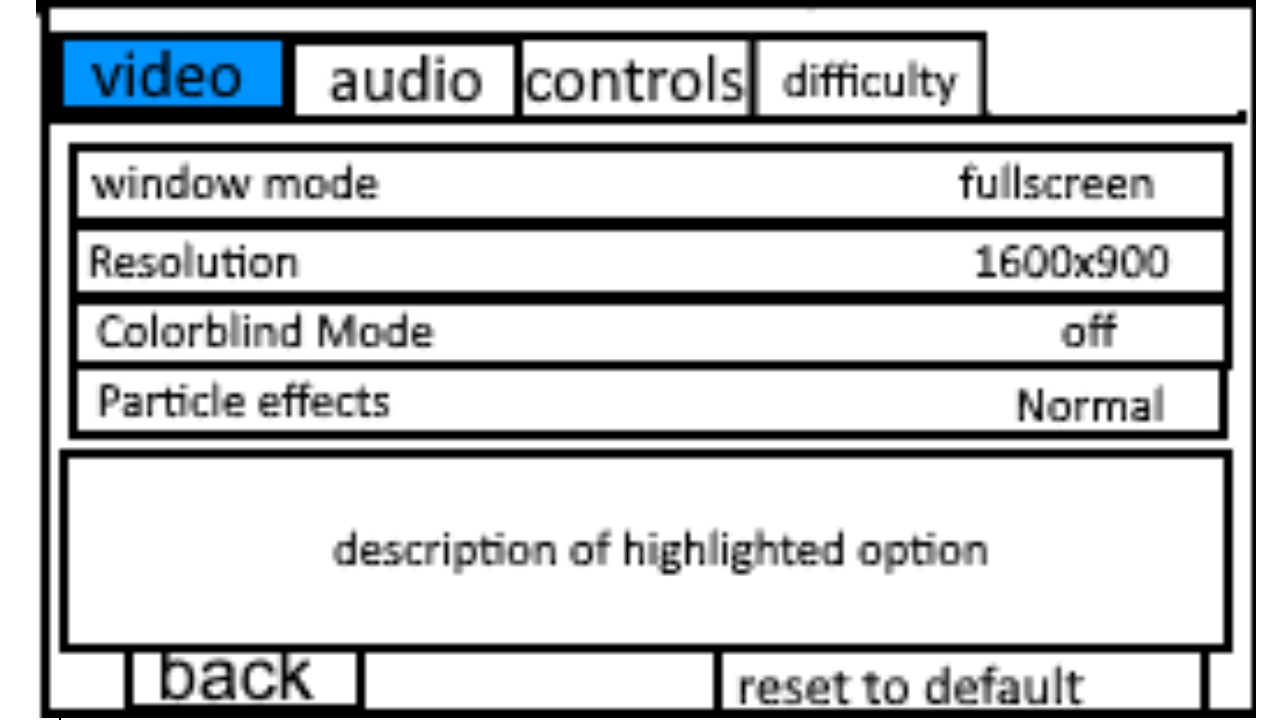 video audio controls difficulty
window mode fullscreen
Resolution 1600x900
Colorblind Mode off
Particle effects Normal
description of highlighted option
back reset to default